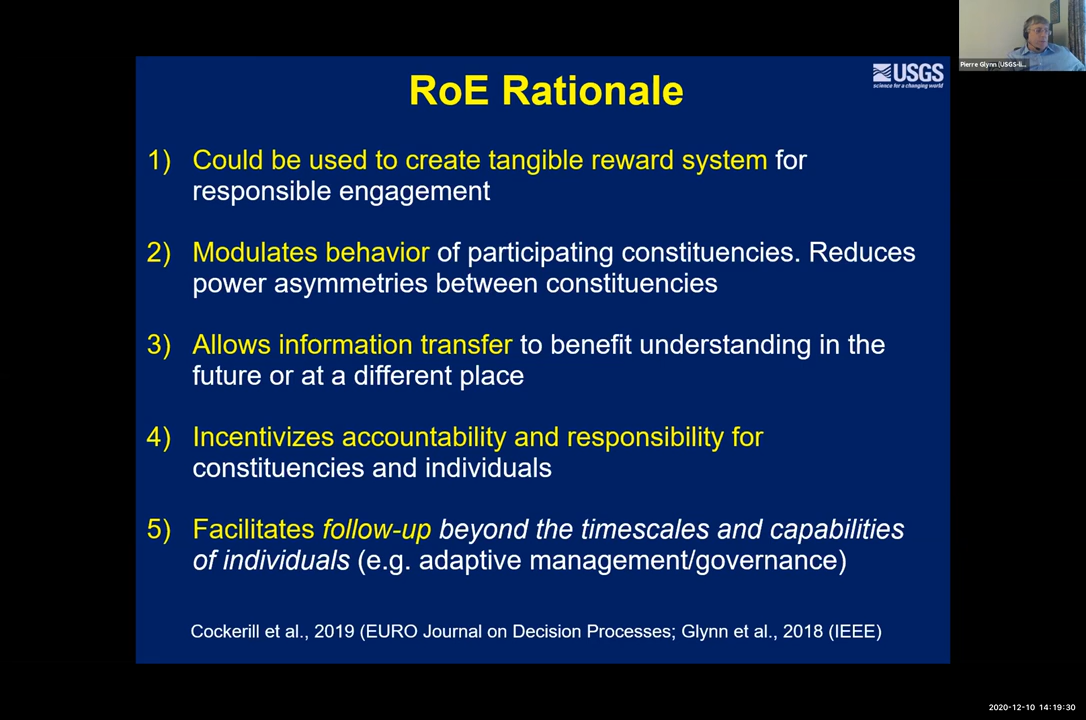 RoE Rationale
USGS
science for a changing world
Pierre Glynn (USGS-
1) Could be used to create tangible reward system for
responsible engagement
2) Modulates behavior of participating constituencies. Reduces
power asymmetries between constituencies
3) Allows information transfer to benefit understanding in the
future or at a different place
4) Incentivizes accountability and responsibility for
constituencies and individuals
5) Facilitates follow-up beyond the timescales and capabilities
of individuals (e.g. adaptive management/governance)
Cockerill et al., 2019 (EURO Journal on Decision Processes; Glynn et al., 2018 (IEEE)
2020-12-10 14:19:30